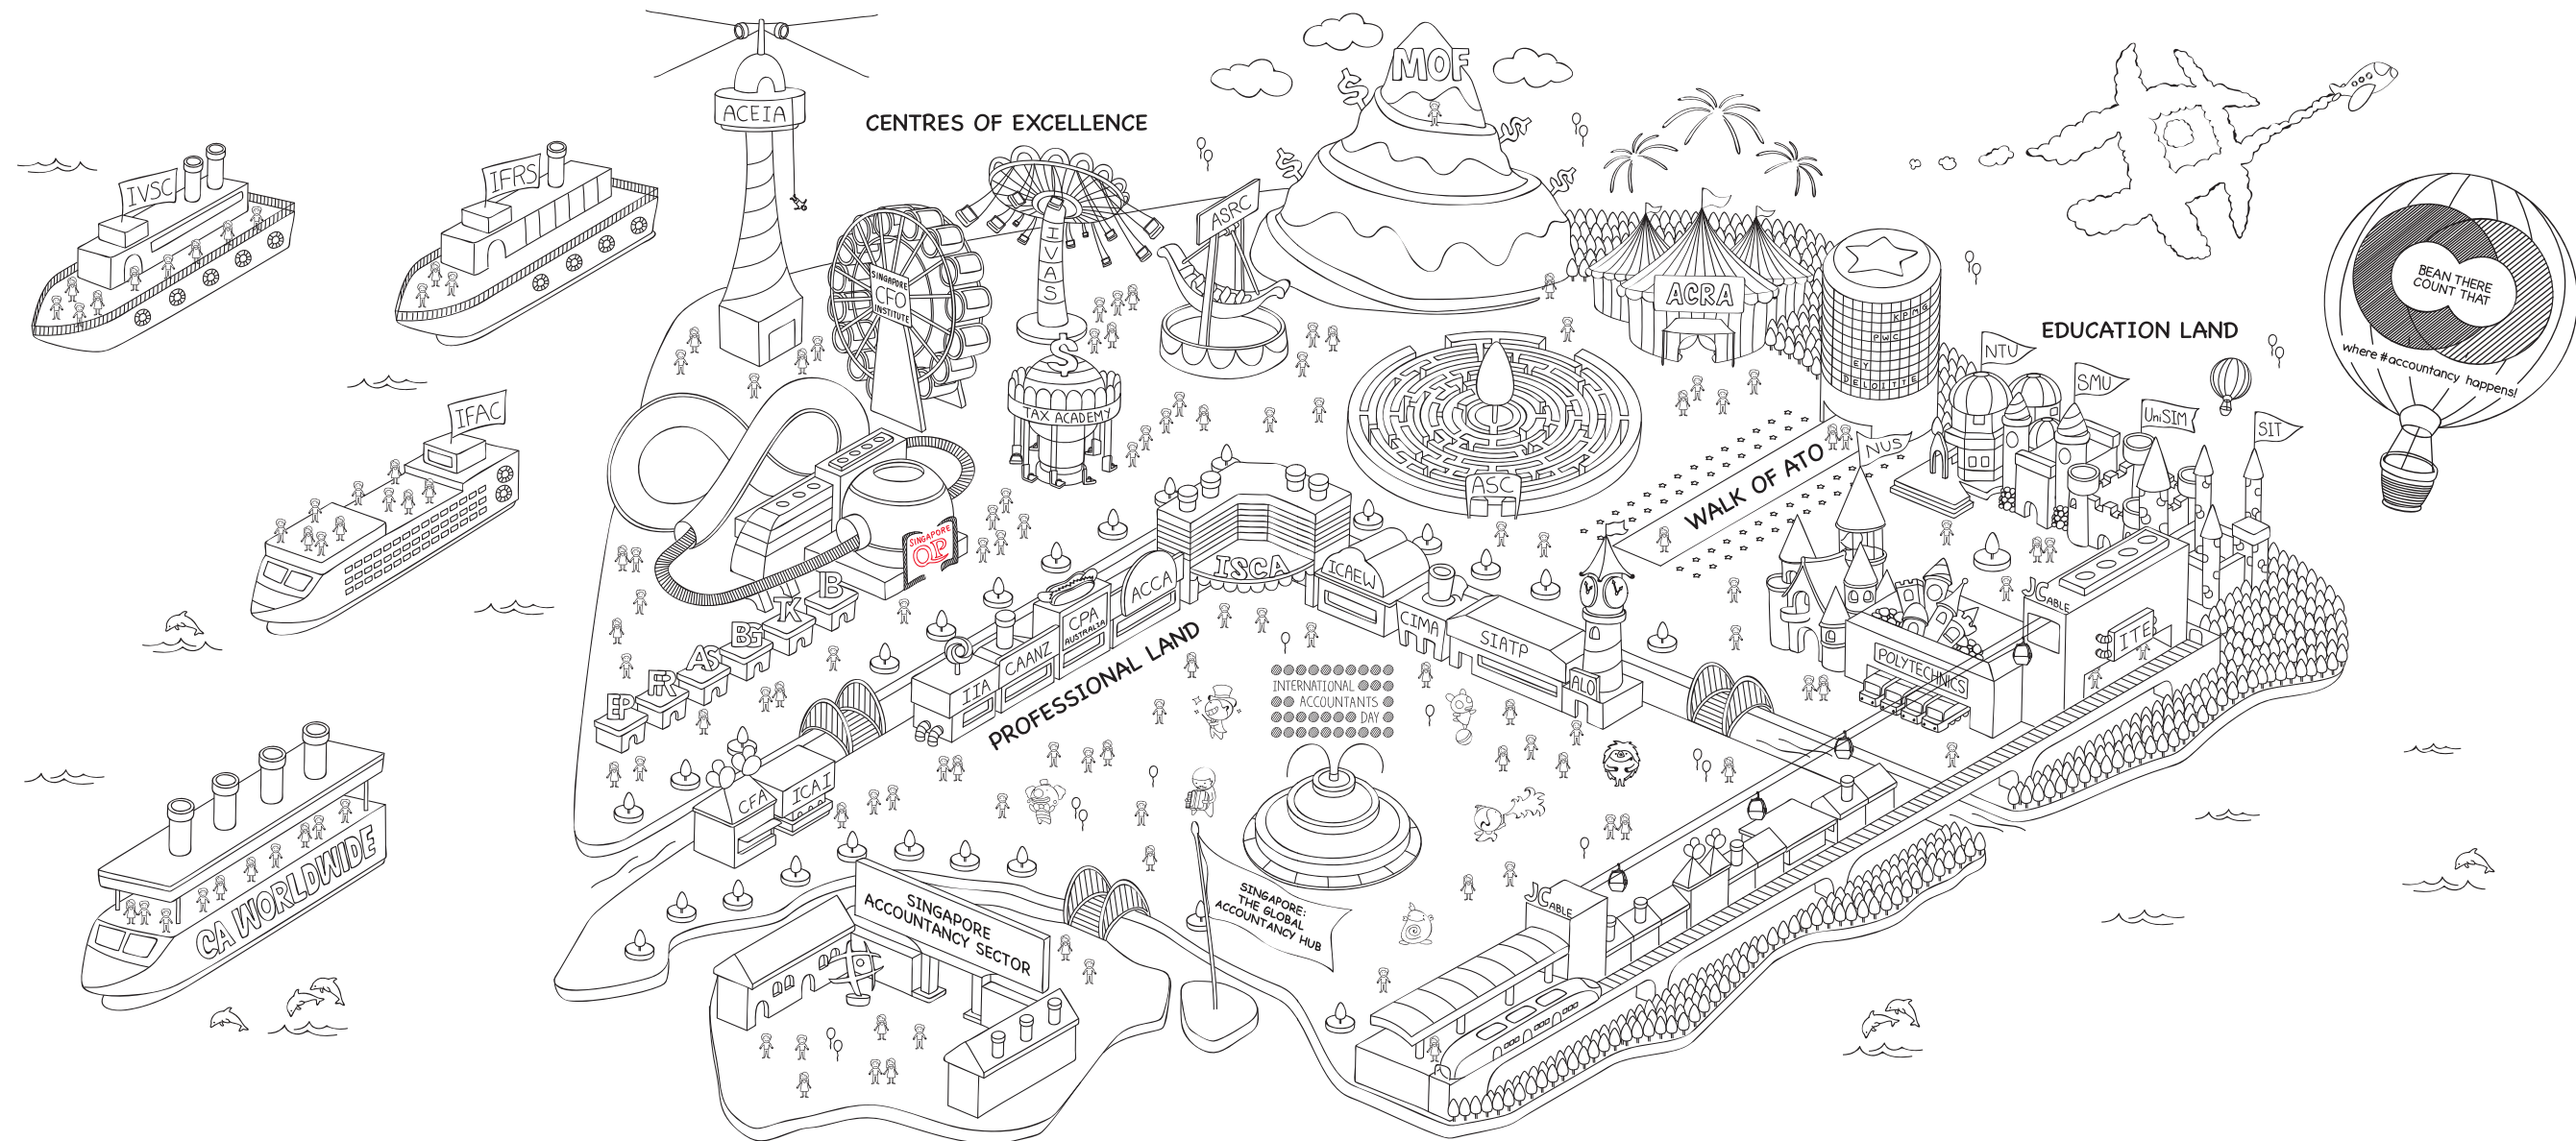 MOF
ACEIA
CENTRES OF EXCELLENCE
IVSC
IFRS
ASRC
IVAS
SINGAPORE
CFO
INSTITUTE
ACRA
KPMG
PWC
EY
DELOITTE
BEAN THERE
COUNT THAT
where #accountancy happens!
EDUCATION LAND
NTU
SMU
UniSIM
SIT
NUS
IFAC
$
TAX ACADEMY
ASC
WALK OF ATO
SINGAPORE
QP
ISCA
ICAEW
CIMA
SIATP
ALO
ACCA
CPA
AUSTRALIA
CAANZ
IIA
PROFESSIONAL LAND
B
TK
BG
AS
FR
EP
JCABLE
ITE
POLYTECHNICS
INTERNATIONAL
ACCOUNTANTS
DAY
CFA
ICAI
CA WORLDWIDE
SINGAPORE
ACCOUNTANCY SECTOR
SINGAPORE:
THE GLOBAL
ACCOUNTANCY HUB
JCABLE